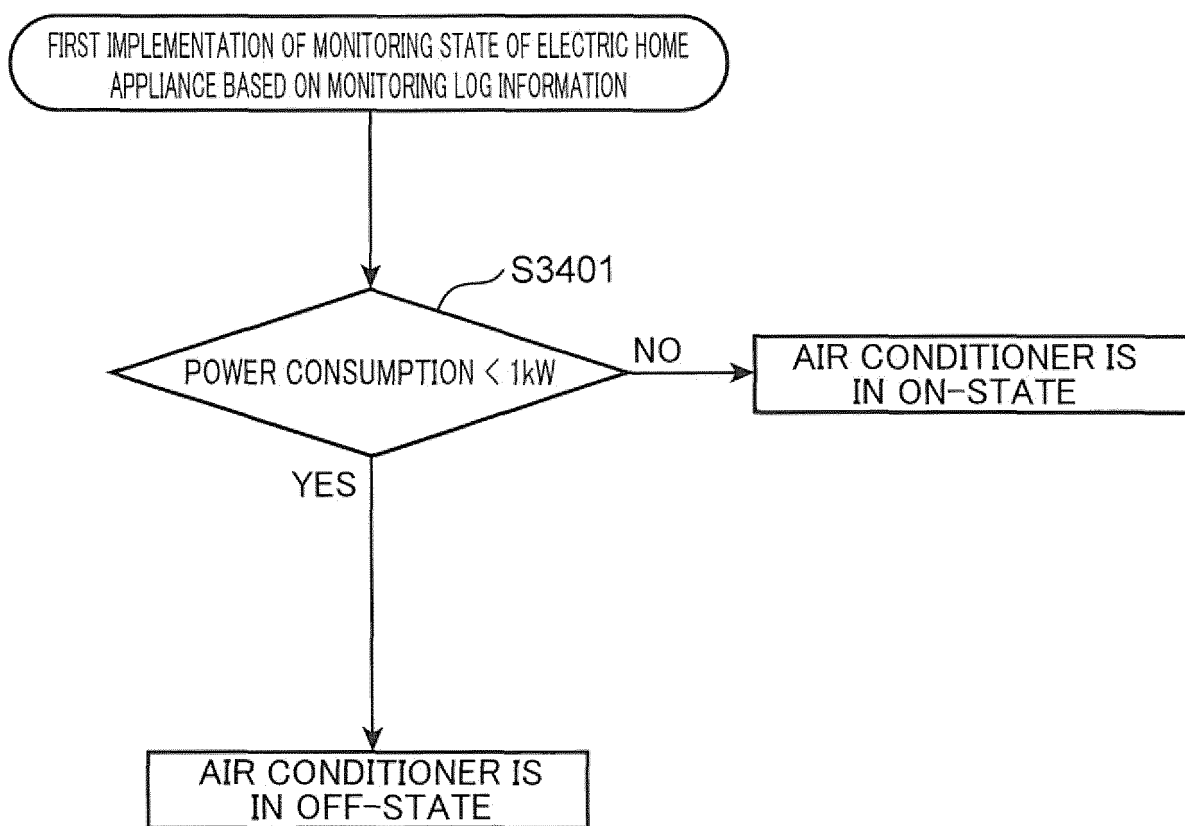 FIRST IMPLEMENTATION OF MONITORING STATE OF ELECTRIC HOME
APPLIANCE BASED ON MONITORING LOG INFORMATION
S3401
POWER CONSUMPTION < 1kW
NO
AIR CONDITIONER IS
IN ON-STATE
YES
AIR CONDITIONER IS
IN OFF-STATE